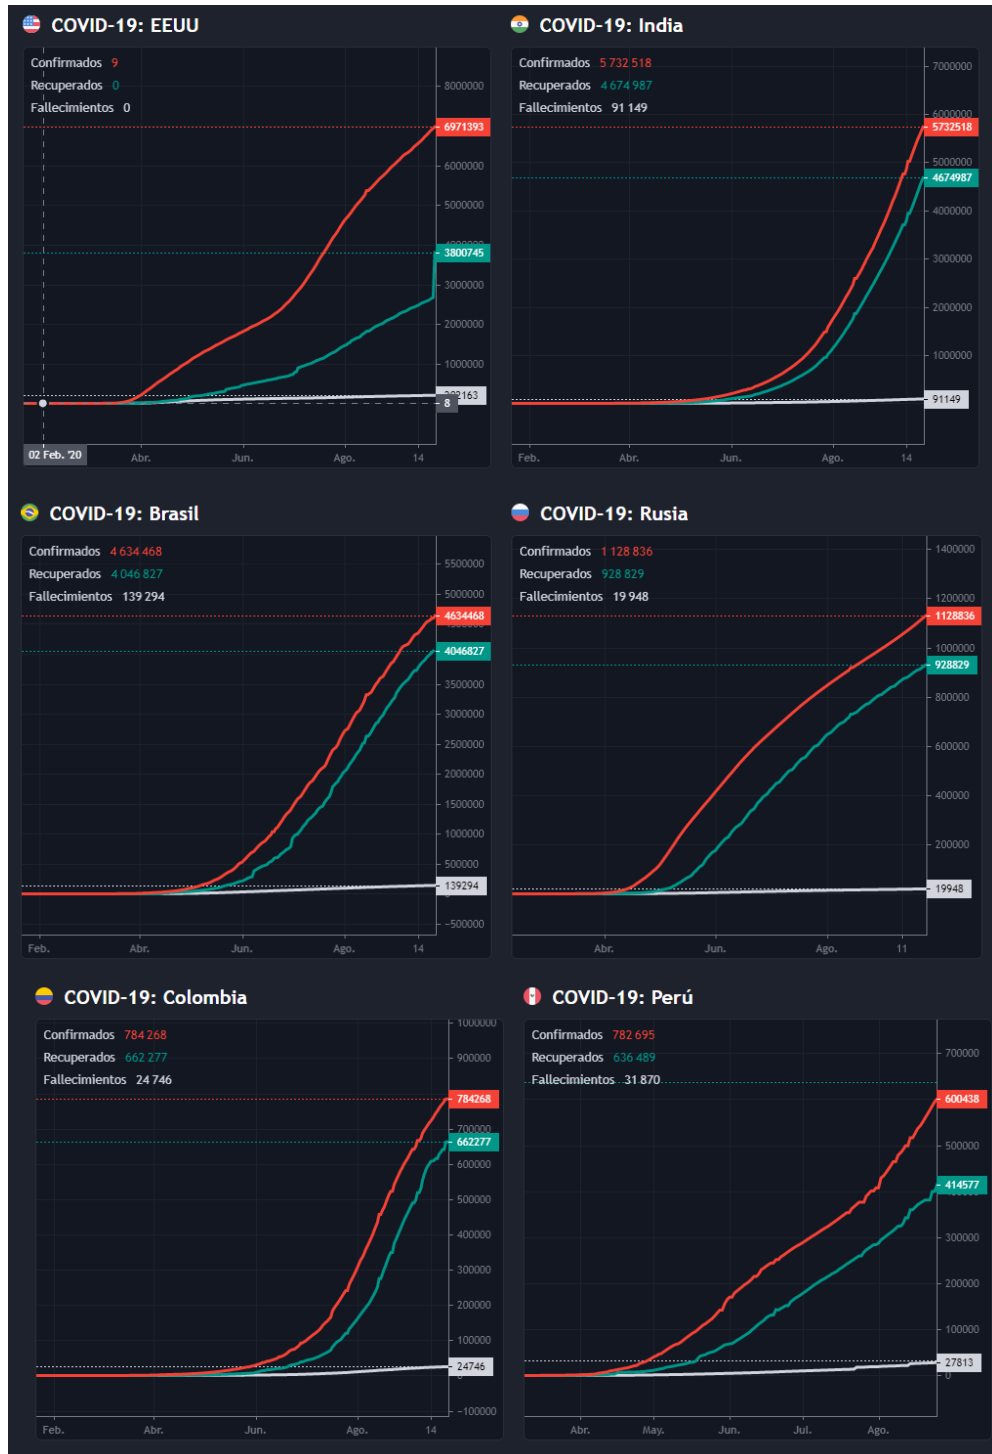 COVID-19: EEUU
Confirmados 9
Recuperados 0
Fallecimientos 0
8000000
6971393
6000000
5000000
3800745
3000000
2000000
1000000
8
02 Feb. '20
Abr.
Jun.
Ago.
14
COVID-19: India
Confirmados 5 732 518
Recuperados 4 674 987
Fallecimientos 91 149
7000000
6000000
5732518
5000000
4674987
4000000
3000000
2000000
1000000
91149
Feb.
Abr.
Jun.
Ago.
14
COVID-19: Brasil
Confirmados 4 634 468
Recuperados 4 046 827
Fallecimientos 139 294
5500000
5000000
4634468
4046827
3500000
3000000
2500000
2000000
1500000
1000000
500000
139294
−500000
Feb.
Abr.
Jun.
Ago.
14
COVID-19: Rusia
Confirmados 1 128 836
Recuperados 928 829
Fallecimientos 19 948
1400000
1200000
1128836
1000000
928829
800000
600000
400000
200000
19948
Abr.
Jun.
Ago.
11
COVID-19: Colombia
Confirmados 784 268
Recuperados 662 277
Fallecimientos 24 746
1000000
900000
784268
662277
600000
500000
400000
300000
200000
100000
24746
−100000
Feb.
Abr.
Jun.
Ago.
14
COVID-19: Perú
Confirmados 782 695
Recuperados 636 489
Fallecimientos 31 870
700000
600438
500000
414577
300000
200000
100000
27813
0
Abr.
May.
Jun.
Jul.
Ago.